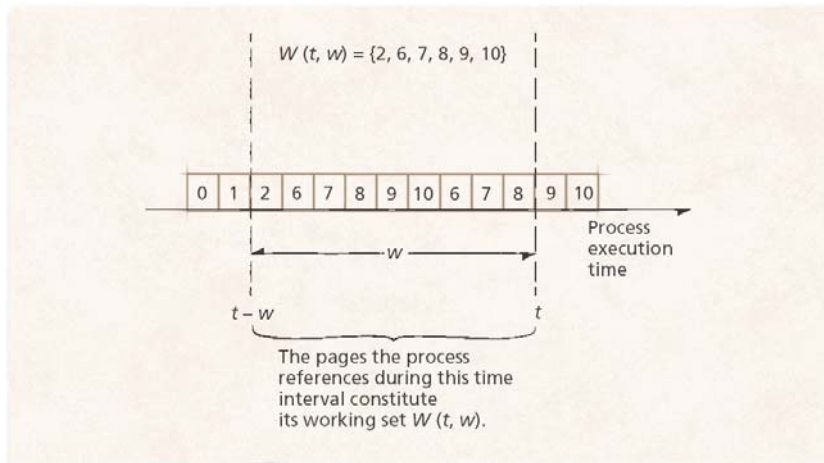 W (t, w) = {2, 6, 7, 8, 9, 10}
0 1 2 6 7 8 9 10 6 7 8 9 10
Process
execution
time
w
t – w
t
The pages the process
references during this time
interval constitute
its working set W (t, w).